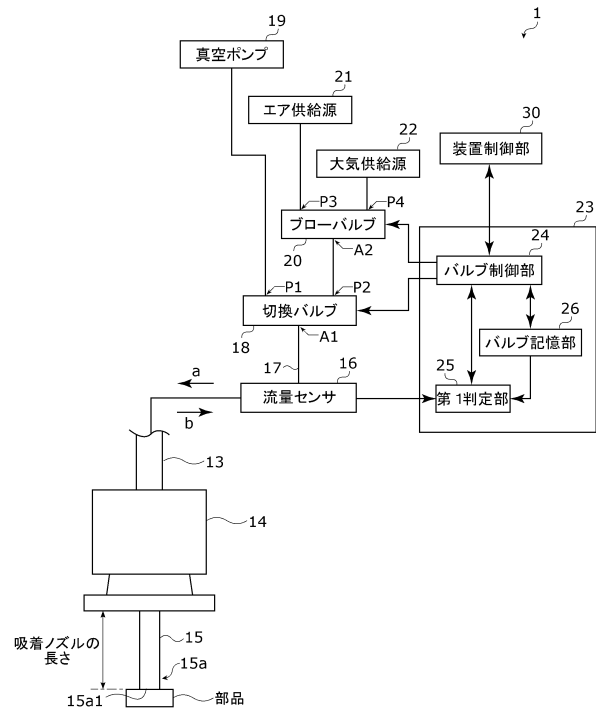 1
19
真空ポンプ
21
エア供給源
22
大気供給源
30
装置制御部
P3
P4
ブローバルブ
20
A2
23
24
バルブ制御部
P1
P2
切換バルブ
18
A1
26
バルブ記憶部
17
16
流量センサ
25
第1判定部
a
b
13
14
吸着ノズルの
長さ
15
15a
15a1
部品